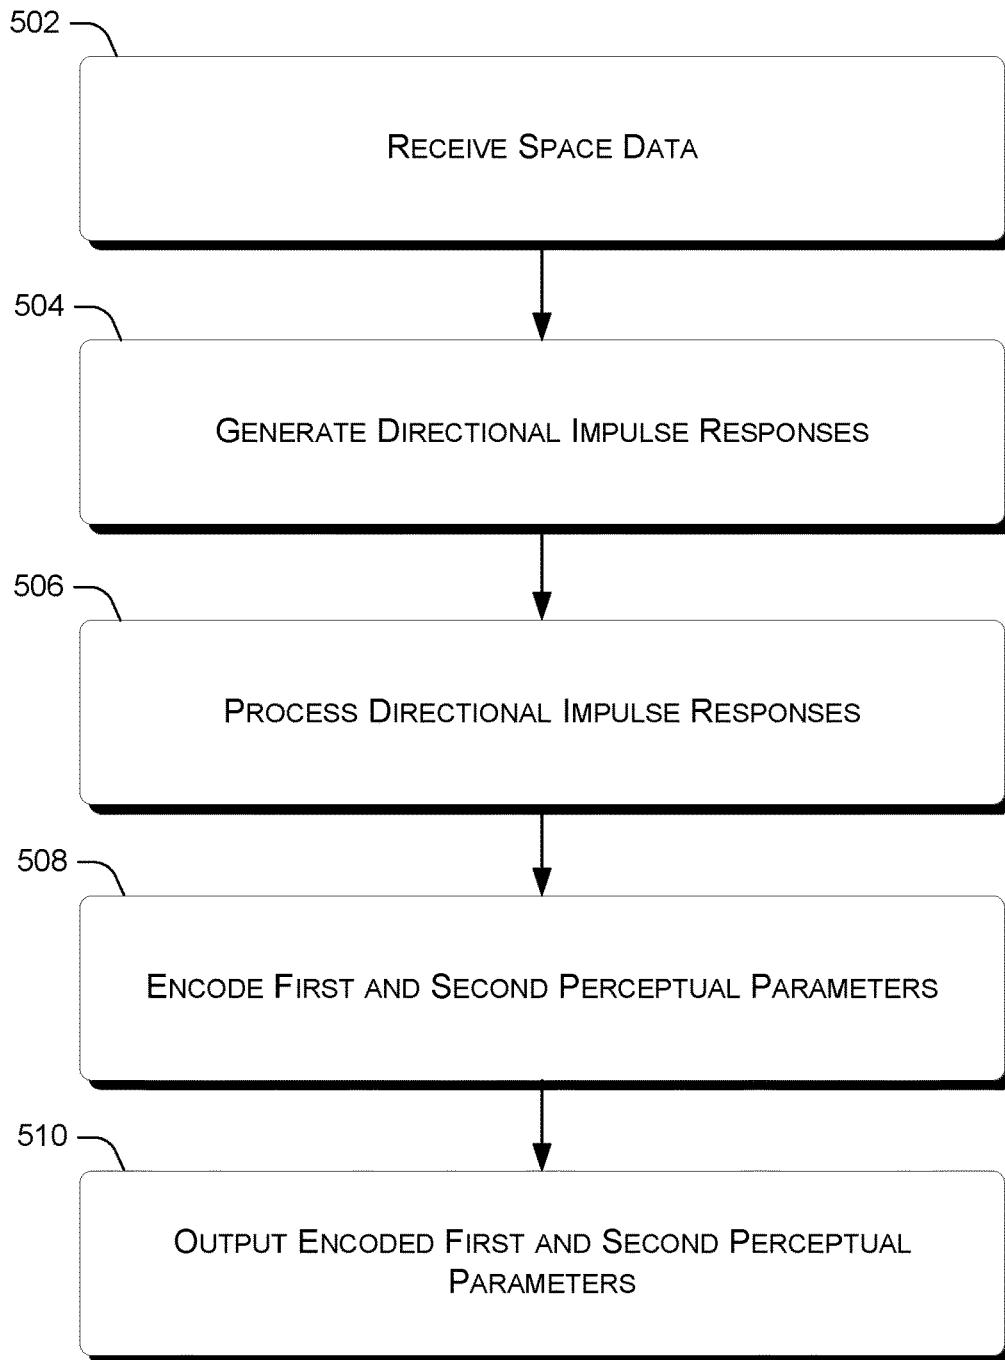 502
RECEIVE SPACE DATA
504
GENERATE DIRECTIONAL IMPULSE RESPONSES
506
PROCESS DIRECTIONAL IMPULSE RESPONSES
508
ENCODE FIRST AND SECOND PERCEPTUAL PARAMETERS
510
OUTPUT ENCODED FIRST AND SECOND PERCEPTUAL
PARAMETERS